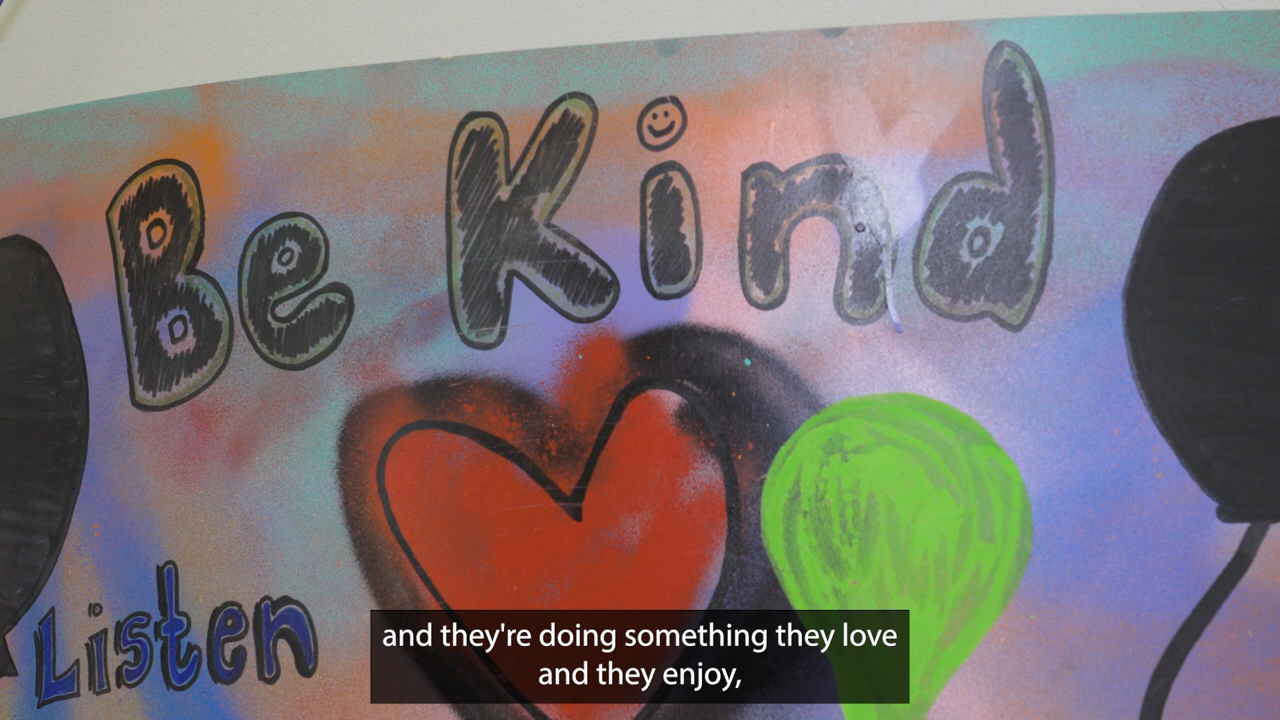 Be Kind
Listen
and they're doing something they love
and they enjoy,